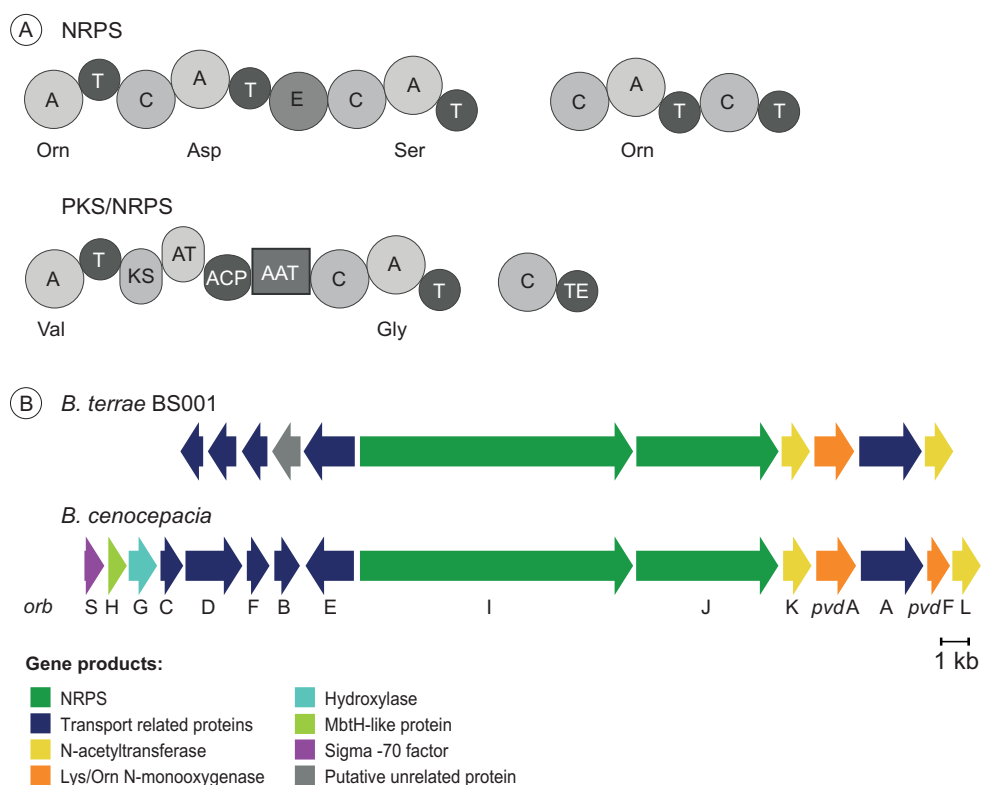 A NRPS
A T C A T E C A T C A T C T
Orn Asp Ser Orn
PKS/NRPS
A T KS AT ACP AAT C A T C TE
Val Gly
B B. terrae BS001
B. cenocepacia
orb S H G C D F B E I J K pvdA A pvdF L
1 kb
Gene products:
NRPS
Transport related proteins
N-acetyltransferase
Lys/Orn N-monooxygenase
Hydroxylase
MbtH-like protein
Sigma -70 factor
Putative unrelated protein